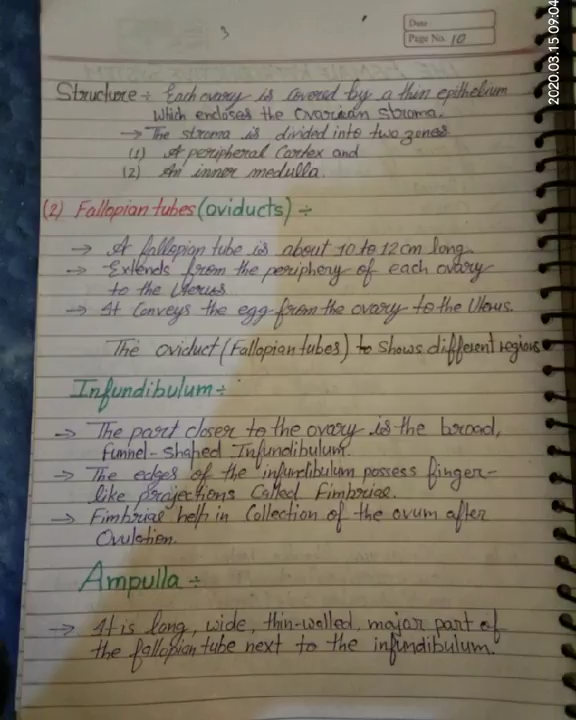 3
Date
Page No. 10
2020.03.15 09:04
Structure ÷ Each ovary is covered by a thin epithelium
which encloses the Ovarian stroma.
→ The stroma is divided into two zones
(1) A peripheral Cortex and
(2) An inner medulla.
(2) Fallopian tubes (oviducts) ÷
→ A fallopian tube is about 10 to 12 cm long.
→ Extends from the periphery of each ovary
to the Uterus
→ It Conveys the egg from the ovary to the Uterus.
The oviduct (Fallopian tubes) shows different regions
Infundibulum ÷
→ The part closer to the ovary is the broad,
funnel-shaped Infundibulum.
→ The edges of the infundibulum possess finger-
like projections Called Fimbriae.
→ Fimbriae help in Collection of the ovum after
Ovulation.
Ampulla ÷
→ It is long, wide, thin-walled, major part of
the fallopian tube next to the infundibulum.